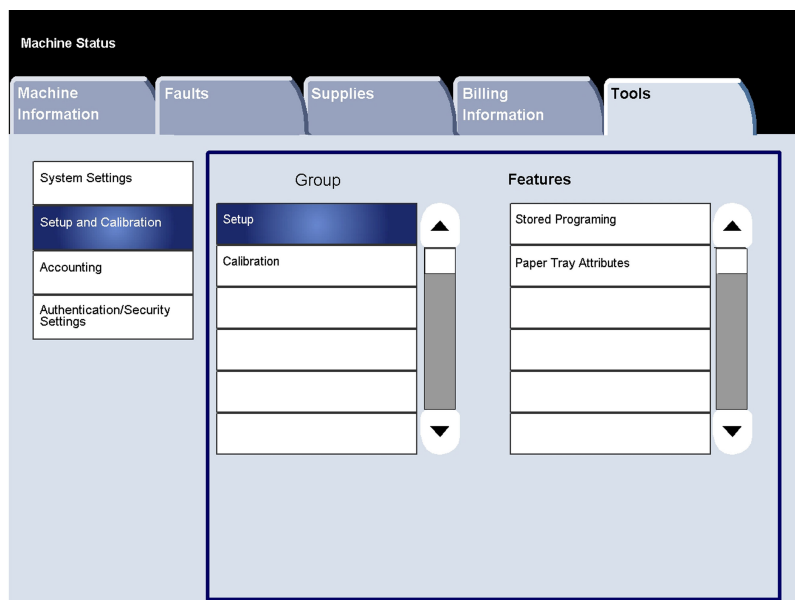 Machine Status
Machine
Information
Faults
Supplies
Billing
Information
Tools
System Settings
Setup and Calibration
Accounting
Authentication/Security
Settings
Group
Setup
Calibration
Features
Stored Programing
Paper Tray Attributes